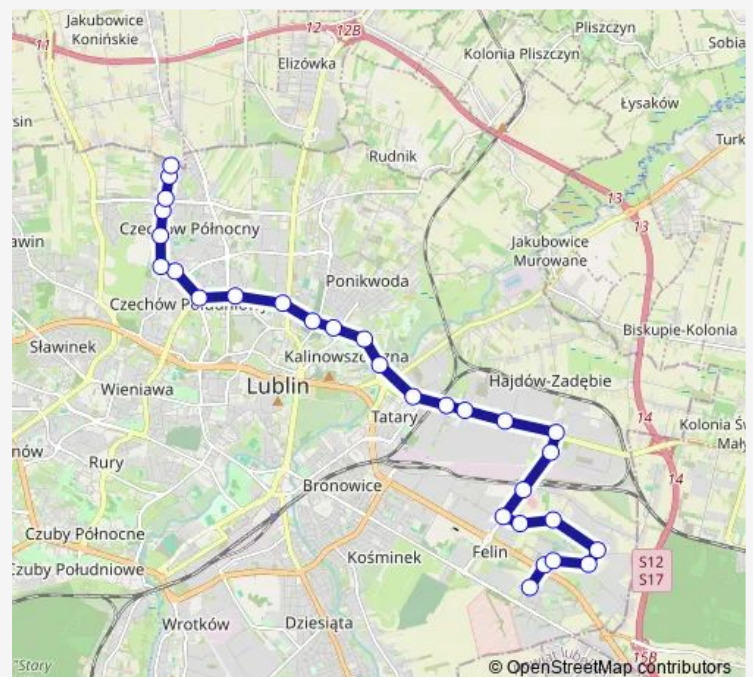 Jakubowice
Konińskie
12
12B
Pliszczyn
11
Elizówka
Kolonia Pliszczyn
Sobia
Łysaków
sin
Rudnik
Turk
13
13
Czechów Północny
awin
Jakubowice
Murowane
Ponikwoda
Czechów Południowy
Biskupie-Kolonia
Sławinek
Kalinowszczyzna
Wieniawa
Lublin
Hajdów-Zadębie
14
Tatary
Kolonia Św
Mały
nów
Rury
14
Bronowice
Czuby Północne
Kośminek
Felin
Czuby Południowe
S12
S17
Wrotków
Dziesiąta
"Stary
15B
© OpenStreetMap contributors